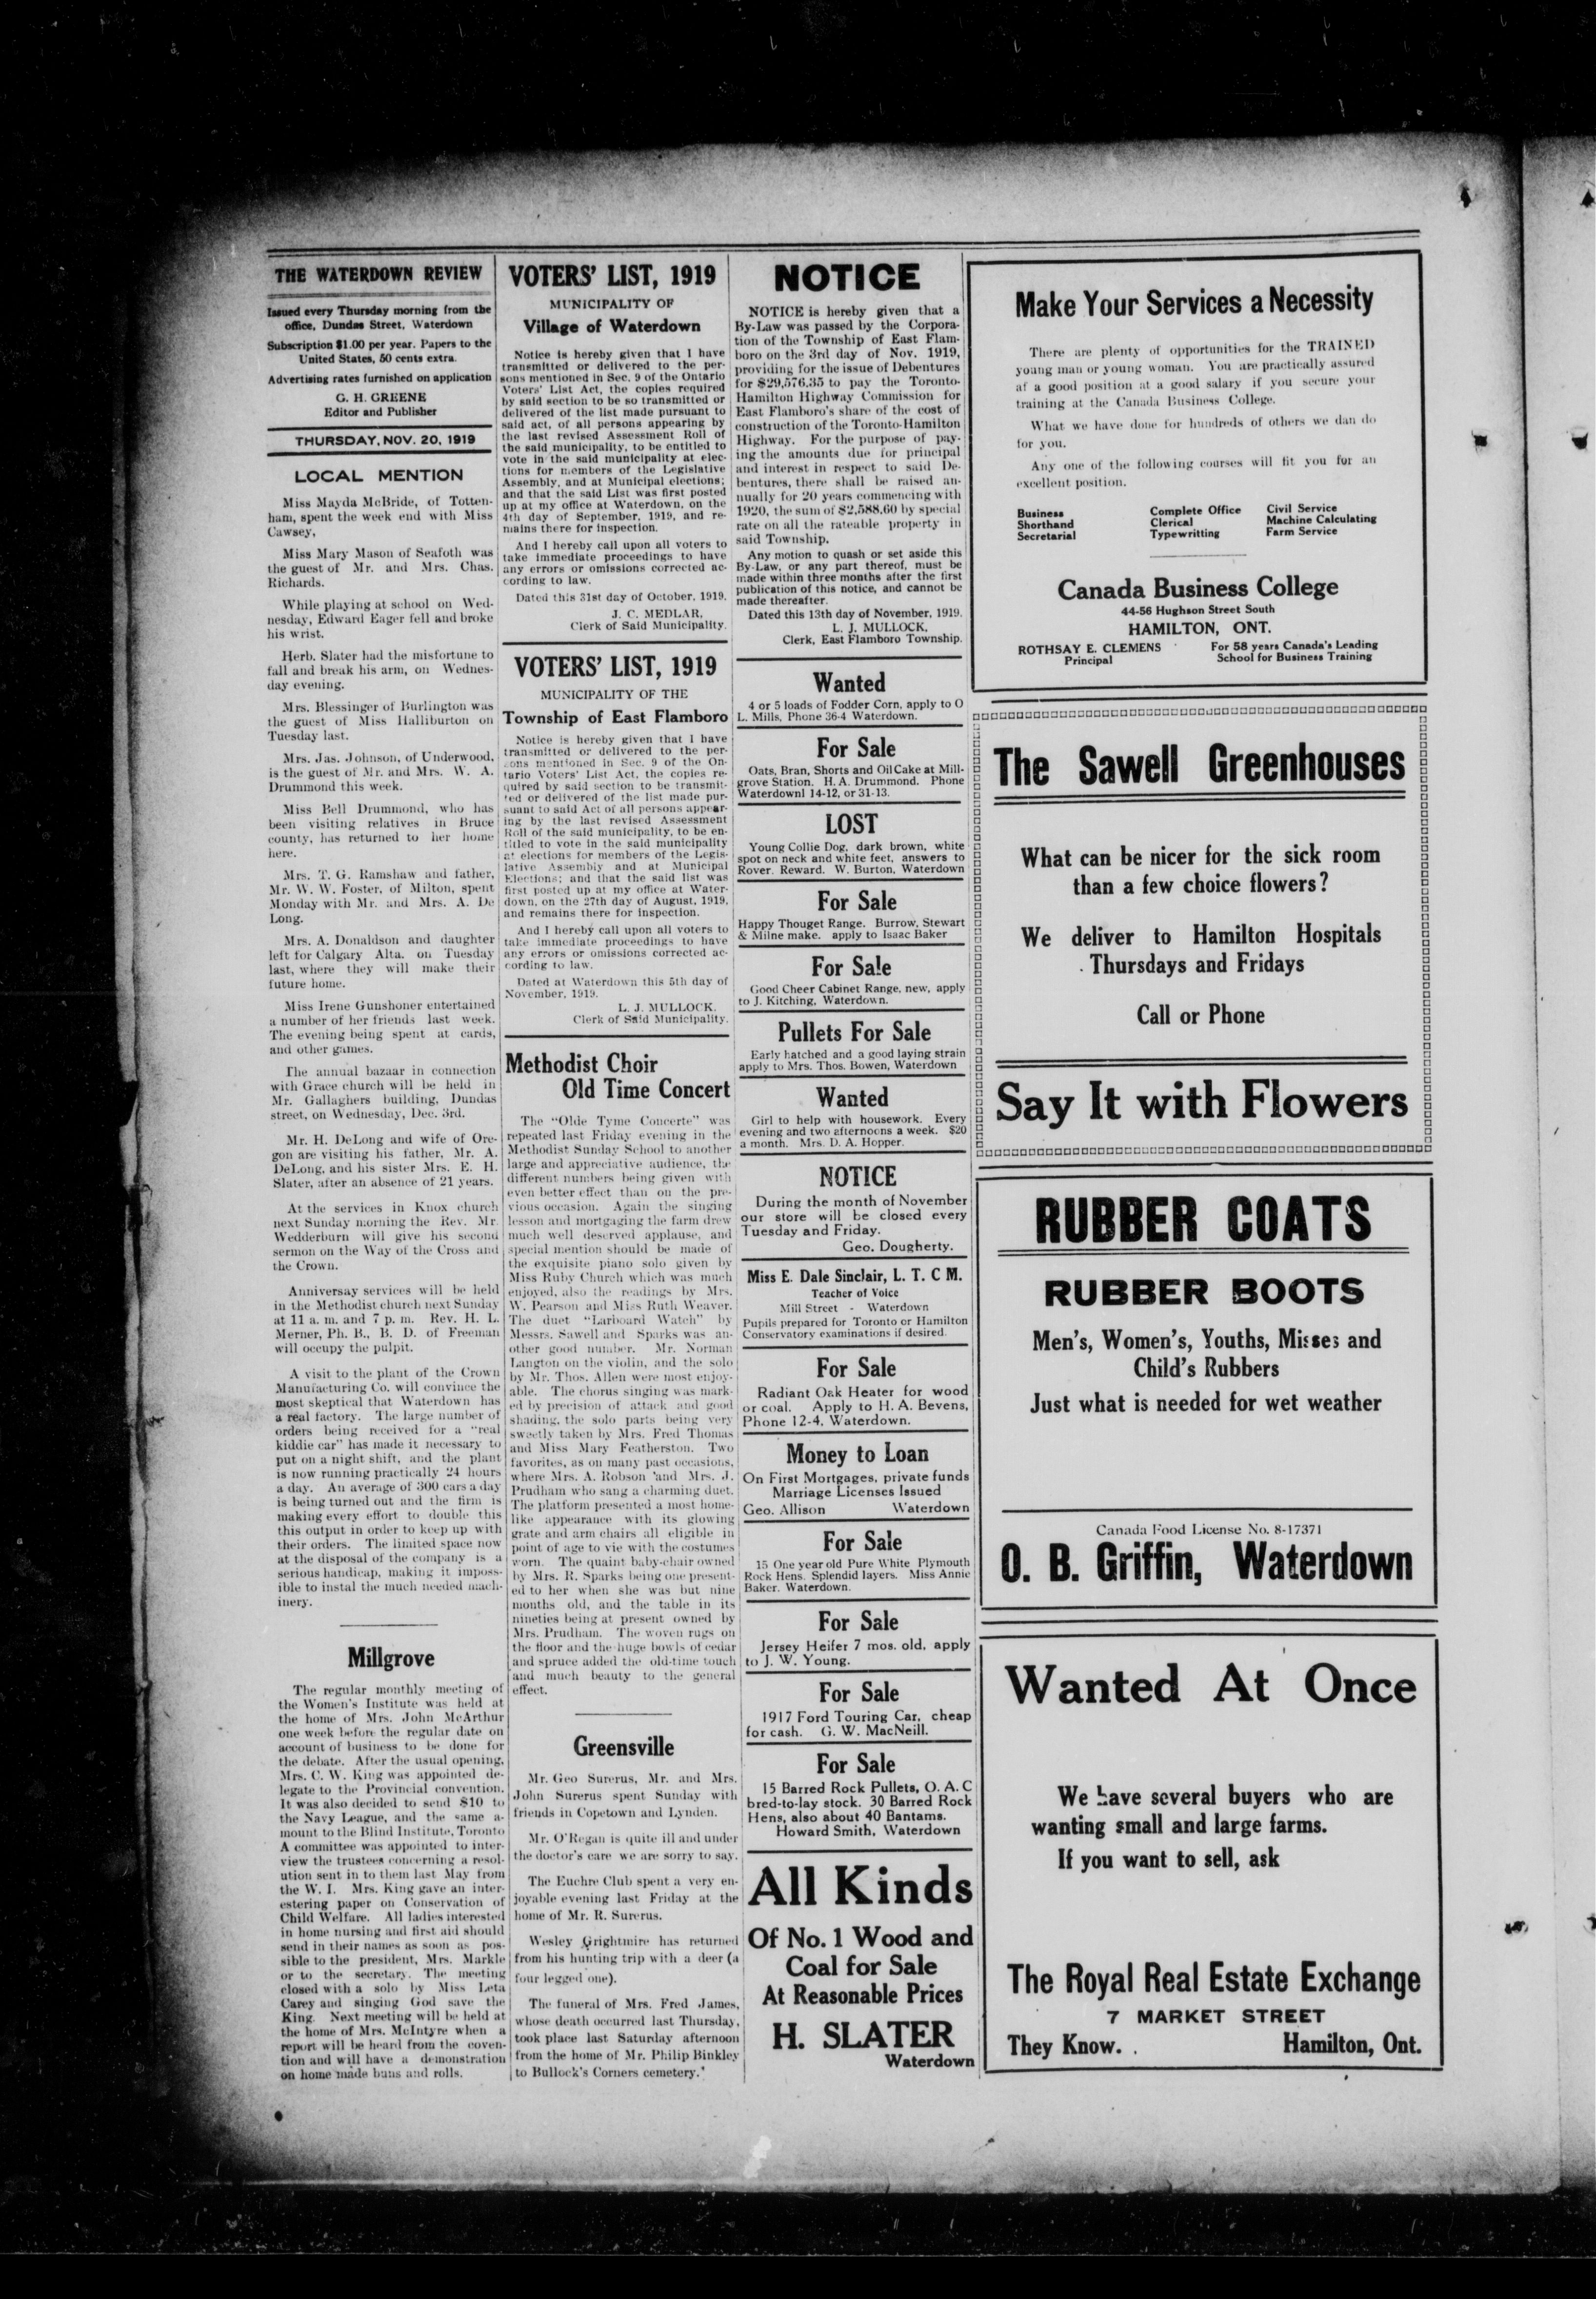 THE WATERDOWN REVIEW
Issued every Thursday morning from the
office, Dundas Street, Waterdown
Subscription $1.00 per year. Papers to the
United States, 50 cents extra.
Advertising rates furnished on application
G. H. GREENE
Editor and Publisher
THURSDAY, NOV. 20, 1919
LOCAL MENTION
Miss Mayda McBride, of Totten-
ham, spent the week end with Miss
Cawsey,
Miss Mary Mason of Seafoth was
the guest of Mr. and Mrs. Chas.
Richards.
While playing at school on Wed-
nesday, Edward Eager fell and broke
his wrist.
Herb. Slater had the misfortune to
fall and break his arm, on Wednes-
day evening.
Mrs. Blessinger of Burlington was
the guest of Miss Halliburton on
Tuesday last.
Mrs. Jas. Johnson, of Underwood,
is the guest of Mr. and Mrs. W. A.
Drummond this week.
Miss Bell Drummond, who has
been visiting relatives in Bruce
county, has returned to her home
here.
Mrs. T. G. Ramshaw and father,
Mr. W. W. Foster, of Milton, spent
Monday with Mr. and Mrs. A. De
Long.
Mrs. A. Donaldson and daughter
left for Calgary Alta. on Tuesday
last, where they will make their
future home.
Miss Irene Gunshoner entertained
a number of her friends last week.
The evening being spent at cards,
and other games.
The annual bazaar in connection
with Grace church will be held in
Mr. Gallaghers building, Dundas
street, on Wednesday, Dec. 3rd.
Mr. H. DeLong and wife of Ore-
gon are visiting his father, Mr. A.
DeLong, and his sister Mrs. E. H.
Slater, after an absence of 21 years.
At the services in Knox church
next Sunday morning the Rev. Mr.
Wedderburn will give his second
sermon on the Way of the Cross and
the Crown.
Anniversay services will be held
in the Methodist church next Sunday
at 11 a. m. and 7 p. m. Rev. H. L.
Merner, Ph. B., B. D. of Freeman
will occupy the pulpit.
A visit to the plant of the Crown
Manufacturing Co. will convince the
most skeptical that Waterdown has
a real factory. The large number of
orders being received for a "real
kiddie car" has made it necessary to
put on a night shift, and the plant
is now running practically 24 hours
a day. An average of 300 cars a day
is being turned out and the firm is
making every effort to double this
this output in order to keep up with
their orders. The limited space now
at the disposal of the company is a
serious handicap, making it imposs-
ible to instal the much needed mach-
inery.
Millgrove
The regular monthly meeting of
the Women's Institute was held at
the home of Mrs. John McArthur
one week before the regular date on
account of business to be done for
the debate. After the usual opening,
Mrs. C. W. King was appointed de-
legate to the Provincial convention.
It was also decided to send $10 to
the Navy League, and the same a-
mount to the Blind Institute, Toronto
A committee was appointed to inter-
view the trustees concerning a resol-
ution sent in to them last May from
the W. I. Mrs. King gave an inter-
estering paper on Conservation of
Child Welfare. All ladies interested
in home nursing and first aid should
send in their names as soon as pos-
sible to the president, Mrs. Markle
or to the secretary. The meeting
closed with a solo by Miss Leta
Carey and singing God save the
King. Next meeting will be held at
the home of Mrs. McIntyre when a
report will be heard from the coven-
tion and will have a demonstration
on home made buns and rolls.
VOTERS' LIST, 1919
MUNICIPALITY OF
Village of Waterdown
Notice is hereby given that I have
transmitted or delivered to the per-
sons mentioned in Sec. 9 of the Ontario
Voters' List Act, the copies required
by said section to be so transmitted or
delivered of the list made pursuant to
said act, of all persons appearing by
the last revised Assessment Roll of
the said municipality, to be entitled to
vote in the said municipality at elec-
tions for members of the Legislative
Assembly, and at Municipal elections;
and that the said List was first posted
up at my office at Waterdown, on the
4th day of September, 1919, and re-
mains there for inspection.
And I hereby call upon all voters to
take immediate proceedings to have
any errors or omissions corrected ac-
cording to law.
Dated this 31st day of October, 1919.
J. C. MEDLAR,
Clerk of Said Municipality.
VOTERS' LIST, 1919
MUNICIPALITY OF THE
Township of East Flamboro
Notice is hereby given that I have
transmitted or delivered to the per-
sons mentioned in Sec. 9 of the On-
tario Voters' List Act, the copies re-
quired by said section to be transmit-
ted or delivered of the list made pur-
suant to said Act of all persons appear-
ing by the last revised Assessment
Roll of the said municipality, to be en-
titled to vote in the said municipality
at elections for members of the Legis-
lative Assembly and at Municipal
Elections; and that the said list was
first posted up at my office at Water-
down, on the 27th day of August, 1919,
and remains there for inspection.
And I hereby call upon all voters to
take immediate proceedings to have
any errors or omissions corrected ac-
cording to law.
Dated at Waterdown this 5th day of
November, 1919.
L. J. MULLOCK.
Clerk of Said Municipality.
Methodist Choir
Old Time Concert
The "Olde Tyme Concerte" was
repeated last Friday evening in the
Methodist Sunday School to another
large and appreciative audience, the
different numbers being given with
even better effect than on the pre-
vious occasion. Again the singing
lesson and mortgaging the farm drew
much well deserved applause, and
special mention should be made of
the exquisite piano solo given by
Miss Ruby Church which was much
enjoyed, also the readings by Mrs.
W. Pearson and Miss Ruth Weaver.
The duet "Larboard Watch" by
Messrs. Sawell and Sparks was an-
other good number. Mr. Norman
Langton on the violin, and the solo
by Mr. Thos. Allen were most enjoy-
able. The chorus singing was mark-
ed by precision of attack and good
shading, the solo parts being very
sweetly taken by Mrs. Fred Thomas
and Miss Mary Featherston. Two
favorites, as on many past occasions,
where Mrs. A. Robson and Mrs. J.
Prudham who sang a charming duet.
The platform presented a most home-
like appearance with its glowing
grate and arm chairs all eligible in
point of age to vie with the costumes
worn. The quaint baby-chair owned
by Mrs. R. Sparks being one present-
ed to her when she was but nine
months old, and the table in its
nineties being at present owned by
Mrs. Prudham. The woven rugs on
the floor and the huge bowls of cedar
and spruce added the old-time touch
and much beauty to the general
effect.
Greensville
Mr. Geo Surerus, Mr. and Mrs.
John Surerus spent Sunday with
friends in Copetown and Lynden.
Mr. O'Regan is quite ill and under
the doctor's care we are sorry to say.
The Euchre Club spent a very en-
joyable evening last Friday at the
home of Mr. R. Surerus.
Wesley Grightmire has returned
from his hunting trip with a deer (a
four legged one).
The funeral of Mrs. Fred James,
whose death occurred last Thursday,
took place last Saturday afternoon
from the home of Mr. Philip Binkley
to Bullock's Corners cemetery.
NOTICE
NOTICE is hereby given that a
By-Law was passed by the Corpora-
tion of the Township of East Flam-
boro on the 3rd day of Nov. 1919,
providing for the issue of Debentures
for $29,576.35 to pay the Toronto-
Hamilton Highway Commission for
East Flamboro's share of the cost of
construction of the Toronto-Hamilton
Highway. For the purpose of pay-
ing the amounts due for principal
and interest in respect to said De-
bentures, there shall be raised an-
nually for 20 years commencing with
1920, the sum of $2,588.60 by special
rate on all the rateable property in
said Township.
Any motion to quash or set aside this
By-Law, or any part thereof, must be
made within three months after the first
publication of this notice, and cannot be
made thereafter.
Dated this 13th day of November, 1919.
L. J. MULLOCK,
Clerk, East Flamboro Township.
Wanted
4 or 5 loads of Fodder Corn, apply to O
L. Mills, Phone 36-4 Waterdown.
For Sale
Oats, Bran, Shorts and Oil Cake at Mill-
grove Station. H. A. Drummond. Phone
Waterdownl 14-12, or 31-13.
LOST
Young Collie Dog, dark brown, white
spot on neck and white feet, answers to
Rover. Reward. W. Burton, Waterdown
For Sale
Happy Thouget Range. Burrow, Stewart
& Milne make. apply to Isaac Baker
For Sale
Good Cheer Cabinet Range, new, apply
to J. Kitching, Waterdown.
Pullets For Sale
Early hatched and a good laying strain
apply to Mrs. Thos. Bowen, Waterdown
Wanted
Girl to help with housework. Every
evening and two afternoons a week. $20
a month. Mrs. D. A. Hopper.
NOTICE
During the month of November
our store will be closed every
Tuesday and Friday.
Geo. Dougherty.
Miss E. Dale Sinclair, L. T. C M.
Teacher of Voice
Mill Street - Waterdown
Pupils prepared for Toronto or Hamilton
Conservatory examinations if desired.
For Sale
Radiant Oak Heater for wood
or coal. Apply to H. A. Bevens,
Phone 12-4, Waterdown.
Money to Loan
On First Mortgages, private funds
Marriage Licenses Issued
Geo. Allison Waterdown
For Sale
15 One year old Pure White Plymouth
Rock Hens. Splendid layers. Miss Annie
Baker. Waterdown.
For Sale
Jersey Heifer 7 mos. old, apply
to J. W. Young.
For Sale
1917 Ford Touring Car, cheap
for cash. G. W. MacNeill.
For Sale
15 Barred Rock Pullets, O. A. C
bred-to-lay stock. 30 Barred Rock
Hens, also about 40 Bantams.
Howard Smith, Waterdown
All Kinds
Of No. 1 Wood and
Coal for Sale
At Reasonable Prices
H. SLATER
Waterdown
Make Your Services a Necessity
There are plenty of opportunities for the TRAINED
young man or young woman. You are practically assured
af a good position at a good salary if you secure your
training at the Canada Business College.
What we have done for hundreds of others we dan do
for you.
Any one of the following courses will fit you for an
excellent position.
Business Complete Office Civil Service
Shorthand Clerical Machine Calculating
Secretarial Typewritting Farm Service
Canada Business College
44-56 Hughson Street South
HAMILTON, ONT.
ROTHSAY E. CLEMENS For 58 years Canada's Leading
Principal School for Business Training
The Sawell Greenhouses
What can be nicer for the sick room
than a few choice flowers?
We deliver to Hamilton Hospitals
Thursdays and Fridays
Call or Phone
Say It with Flowers
RUBBER COATS
RUBBER BOOTS
Men's, Women's, Youths, Misses and
Child's Rubbers
Just what is needed for wet weather
Canada Food License No. 8-17371
O. B. Griffin, Waterdown
Wanted At Once
We have several buyers who are
wanting small and large farms.
If you want to sell, ask
The Royal Real Estate Exchange
7 MARKET STREET
They Know. . Hamilton, Ont.